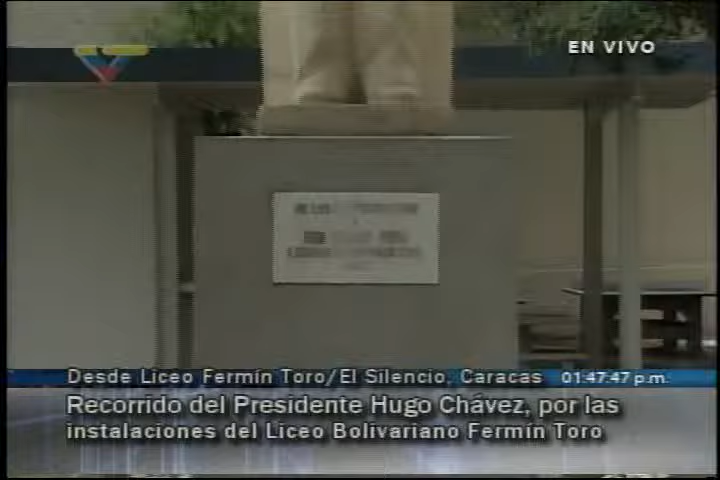 EN VIVO
Desde Liceo Fermín Toro/El Silencio, Caracas 01:47:47 p.m.
Recorrido del Presidente Hugo Chávez, por las
instalaciones del Liceo Bolivariano Fermín Toro